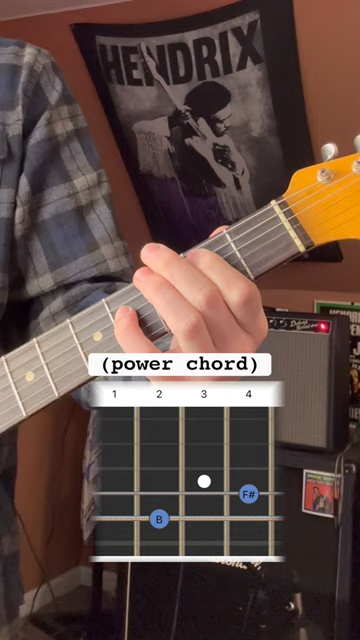 HENDRIX
(power chord)
1 2 3 4
F#
B